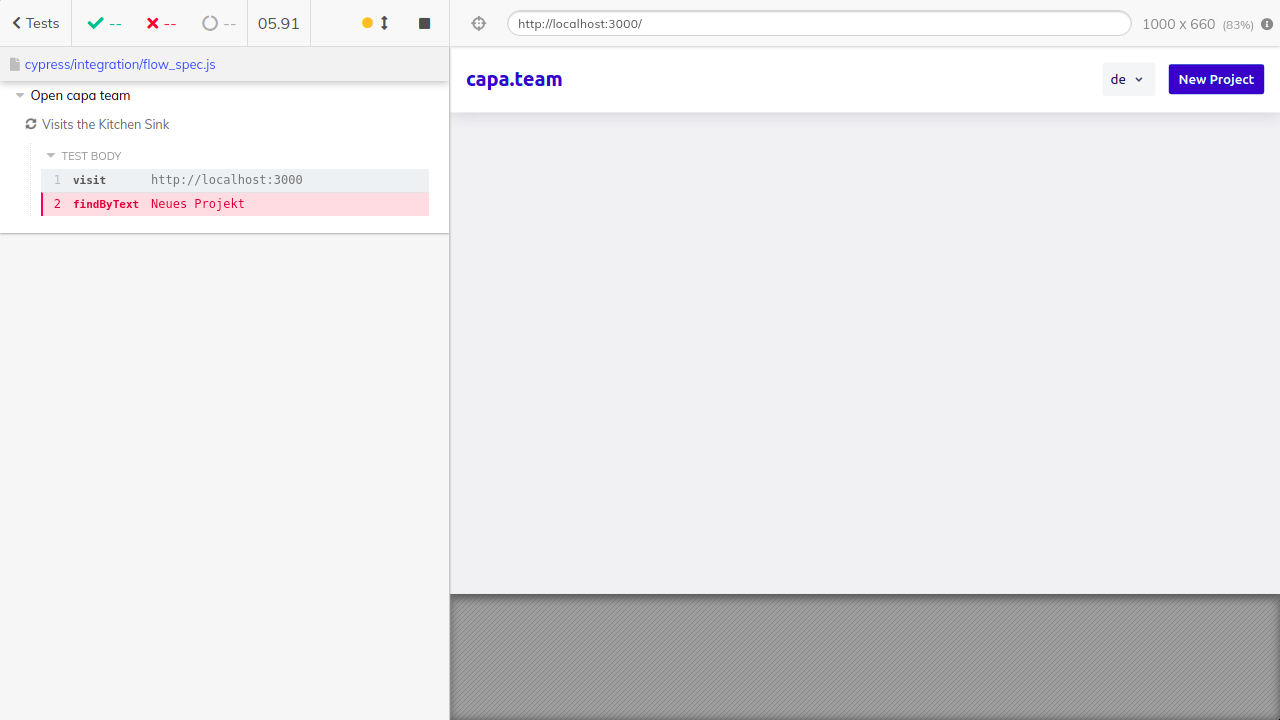 Tests -- -- -- 05.91
cypress/integration/flow_spec.js
Open capa team
Visits the Kitchen Sink
TEST BODY
1 visit http://localhost:3000
2 findByText Neues Projekt
http://localhost:3000/ 1000 x 660 (83%)
capa.team de New Project